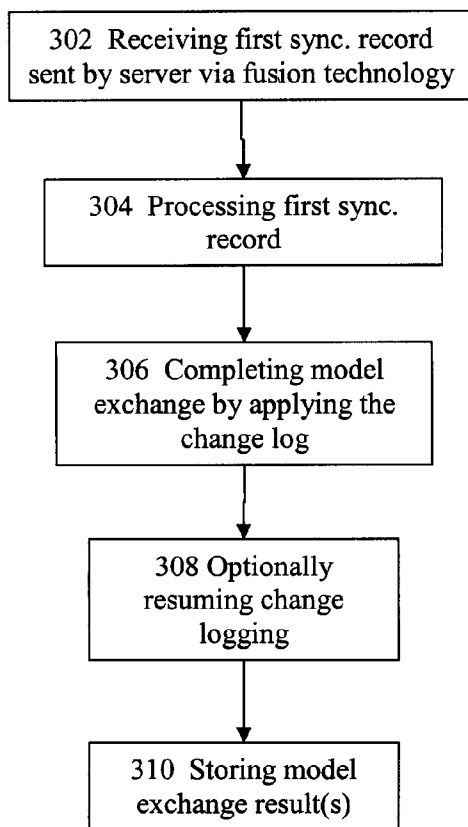 302 Receiving first sync. record
sent by server via fusion technology
304 Processing first sync.
record
306 Completing model
exchange by applying the
change log
308 Optionally
resuming change
logging
310 Storing model
exchange result(s)